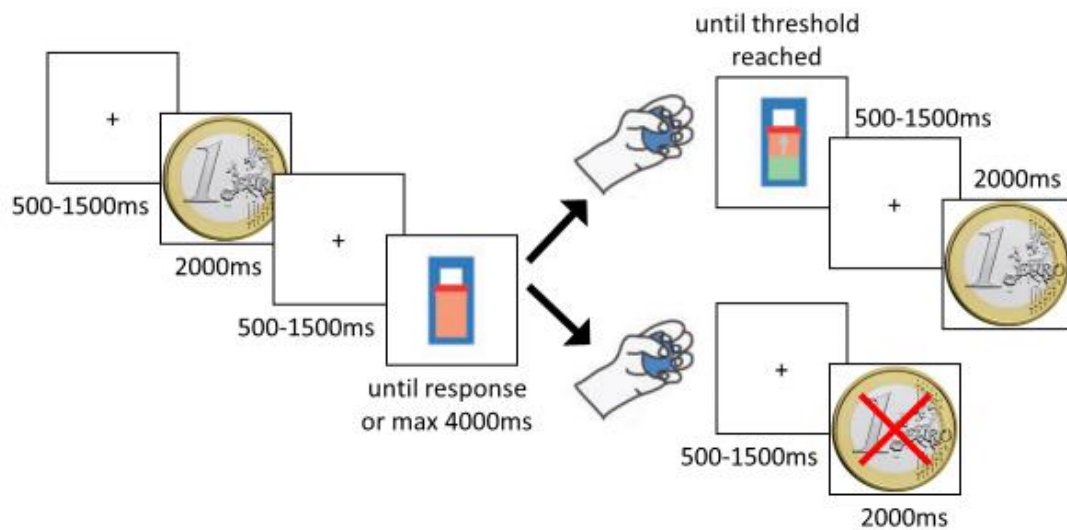 +
500-1500ms
1
EURO
2000ms
+
500-1500ms
until response
or max 4000ms
until threshold
reached
500-1500ms
+
2000ms
1
EURO
+
500-1500ms
1
EURO
2000ms